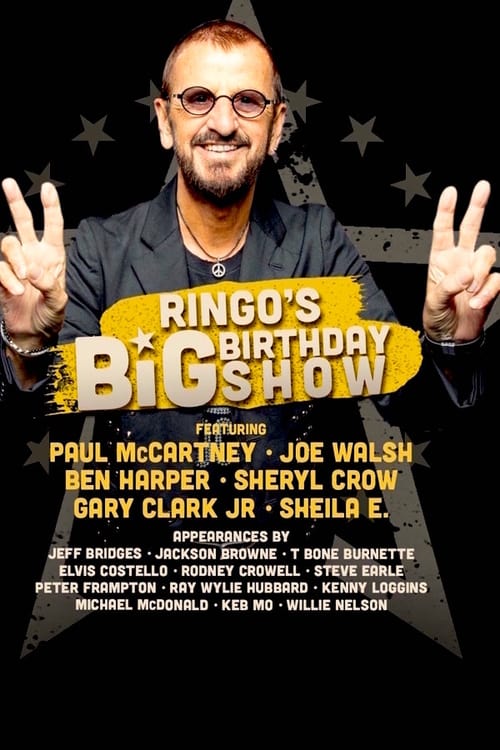 RINGO'S
BiG BIRTHDAY SHOW
FEATURING
PAUL McCARTNEY · JOE WALSH
BEN HARPER · SHERYL CROW
GARY CLARK JR · SHEILA E.
APPEARANCES BY
JEFF BRIDGES · JACKSON BROWNE · T BONE BURNETTE
ELVIS COSTELLO · RODNEY CROWELL · STEVE EARLE
PETER FRAMPTON · RAY WYLIE HUBBARD · KENNY LOGGINS
MICHAEL McDONALD · KEB MO · WILLIE NELSON